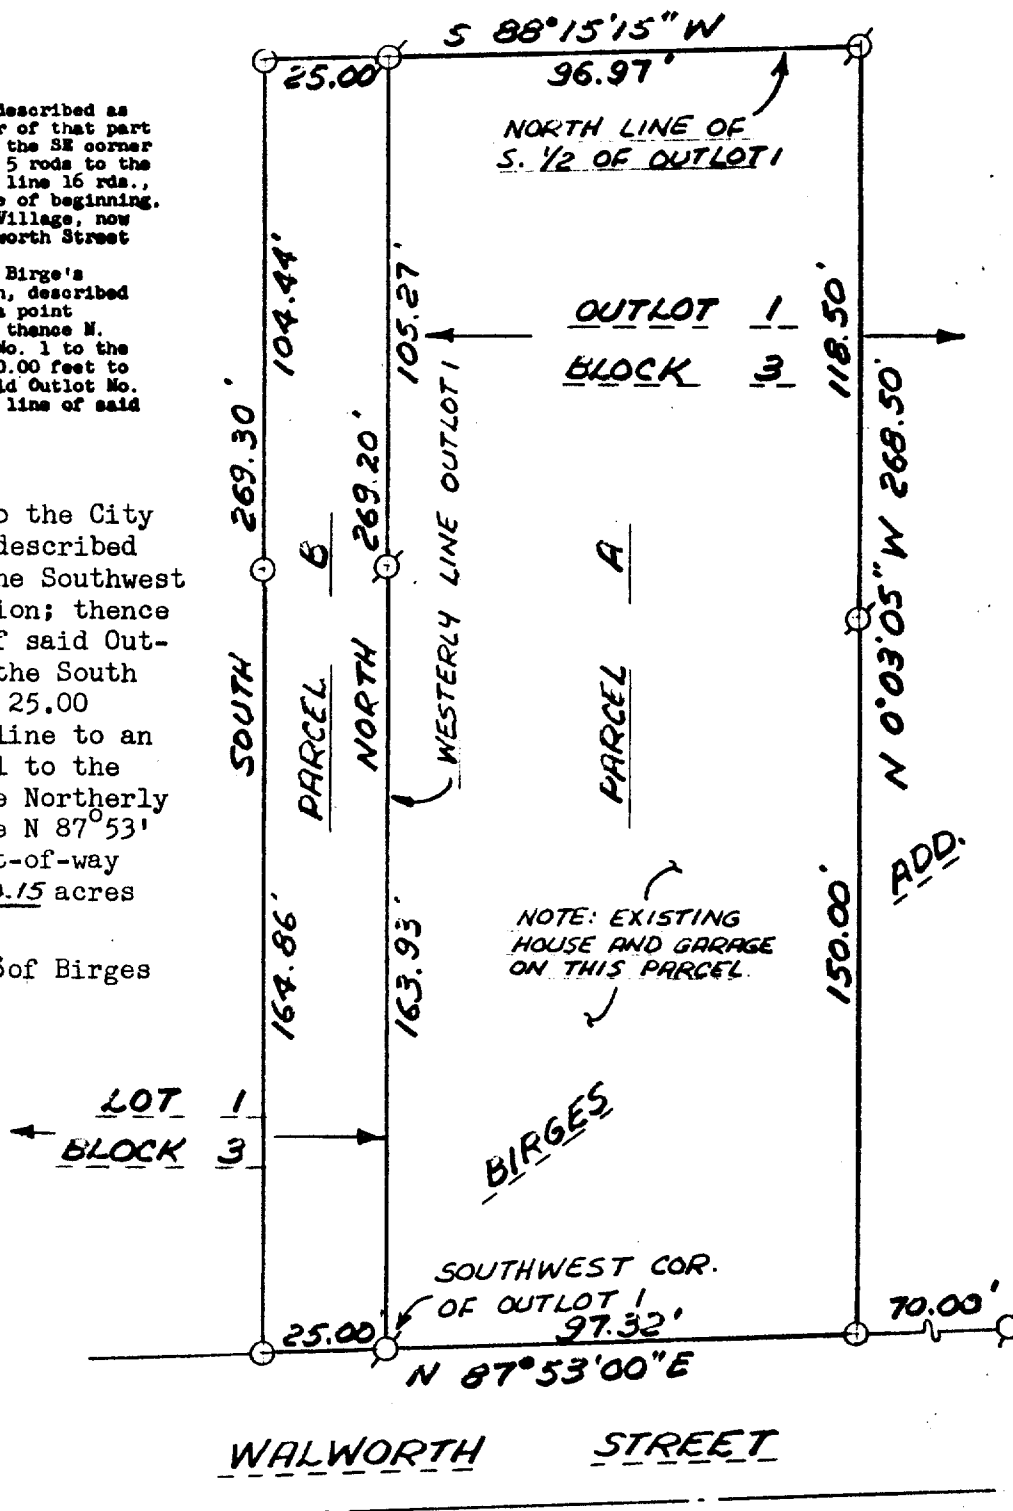 S 88°15'15" W
25.00'
96.97'
NORTH LINE OF
S. 1/2 OF OUTLOT 1
described as
r of that part
the SE corner
5 rods to the
line 16 rds.,
e of beginning.
Village, now
worth Street
Birge's
n, described
a point
thence N.
No. 1 to the
0.00 feet to
id Outlot No.
line of said
104.44'
105.27'
OUTLOT 1
BLOCK 3
118.50'
269.30'
269.20'
WESTERLY LINE OUTLOT 1
N 0°03'05" W 268.50'
o the City
described
he Southwest
ion; thence
f said Out-
the South
25.00
line to an
l to the
e Northerly
e N 87°53'
t-of-way
0.15 acres
of Birges
SOUTH
PARCEL B
NORTH
PARCEL A
ADD.
164.86'
163.93'
NOTE: EXISTING
HOUSE AND GARAGE
ON THIS PARCEL.
150.00'
LOT 1
BLOCK 3
BIRGES
SOUTHWEST COR.
OF OUTLOT 1
25.00'
97.32'
70.00'
N 87°53'00" E
WALWORTH STREET